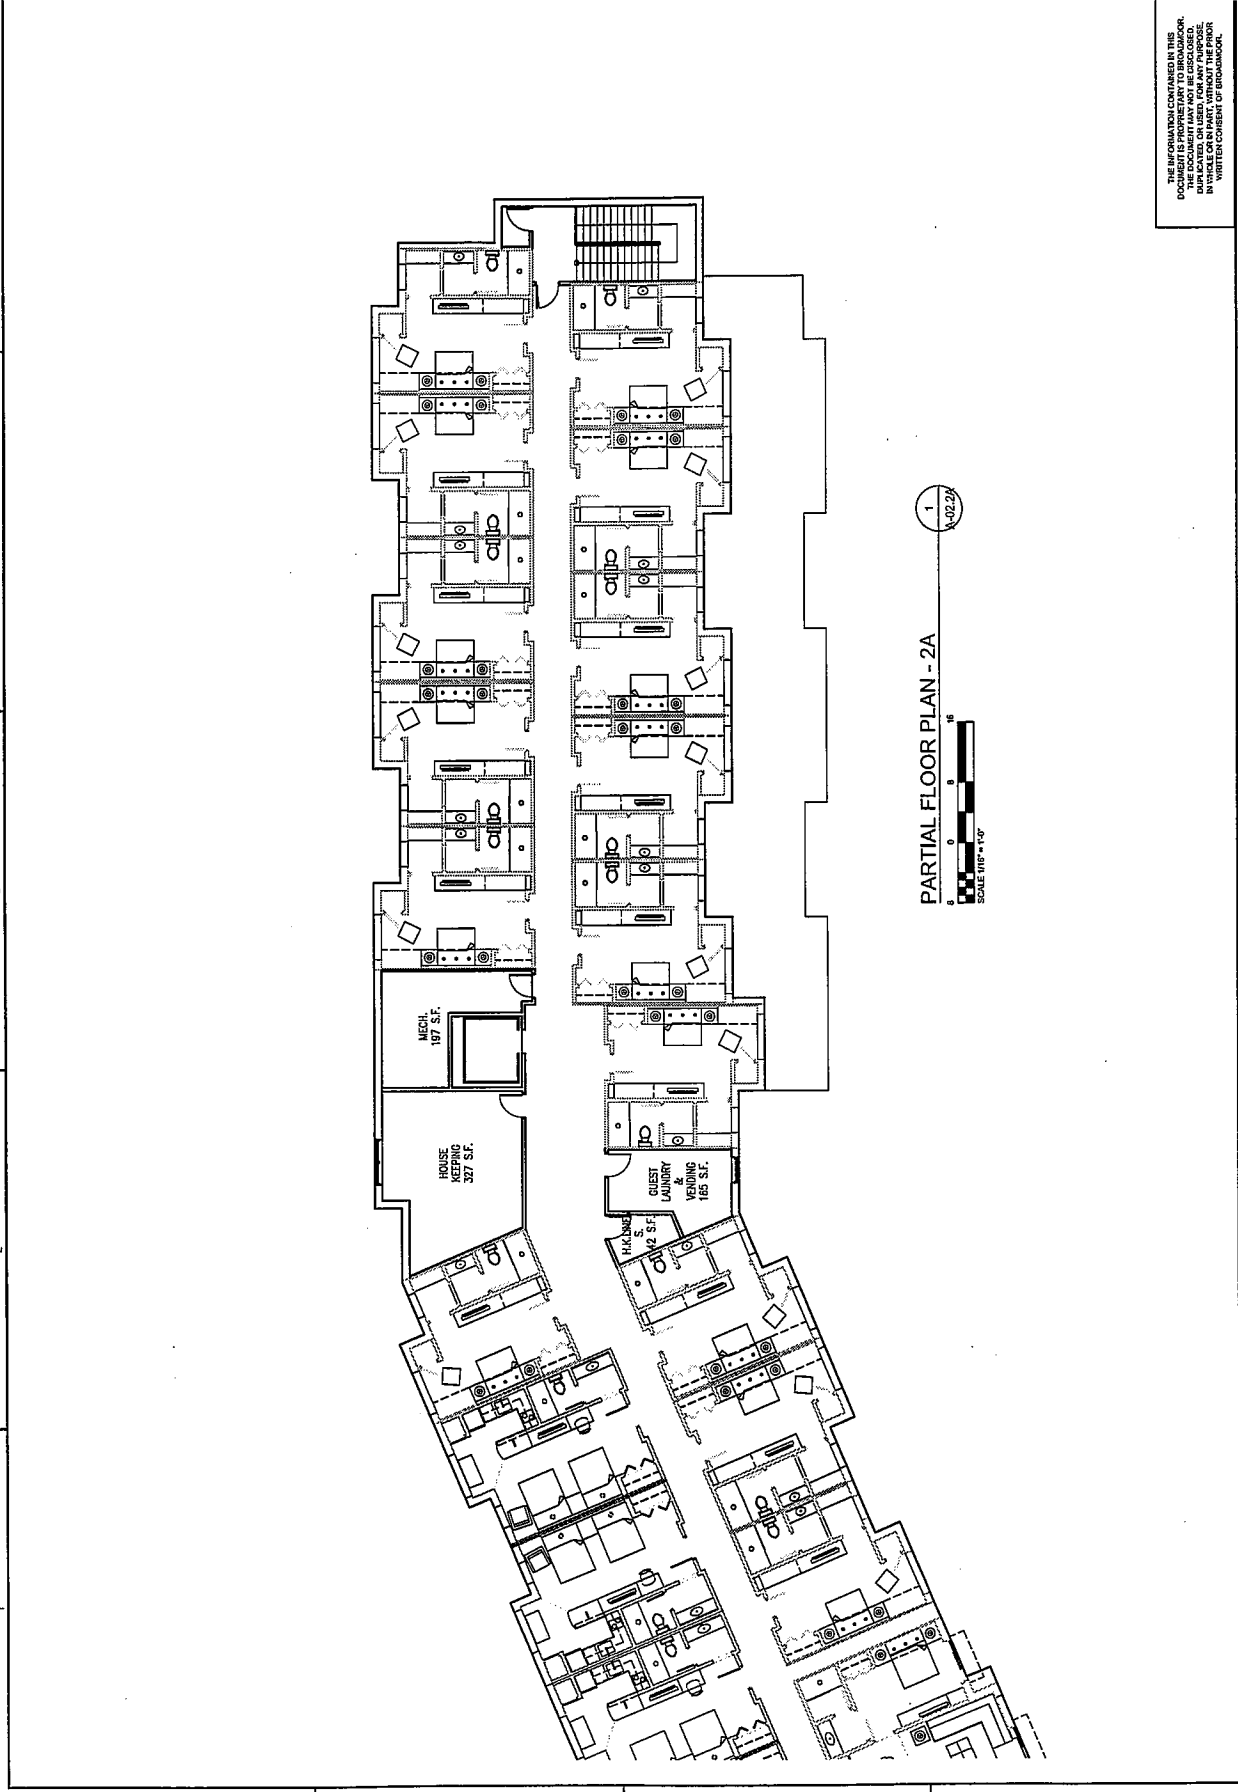 THE INFORMATION CONTAINED IN THIS
DOCUMENT IS PROPRIETARY TO BROADMOOR.
THE DOCUMENT MAY NOT BE DISCLOSED,
DUPLICATED, OR USED, FOR ANY PURPOSE,
IN WHOLE OR IN PART, WITHOUT THE PRIOR
WRITTEN CONSENT OF BROADMOOR.
MECH.
197 S.F.
HOUSE
KEEPING
327 S.F.
GUEST
LAUNDRY
&
VENDING
165 S.F.
H.K.LINEN
S.
42 S.F.
PARTIAL FLOOR PLAN - 2A
1
A-02.2A
8 0 8 16
SCALE 1/16" = 1'-0"